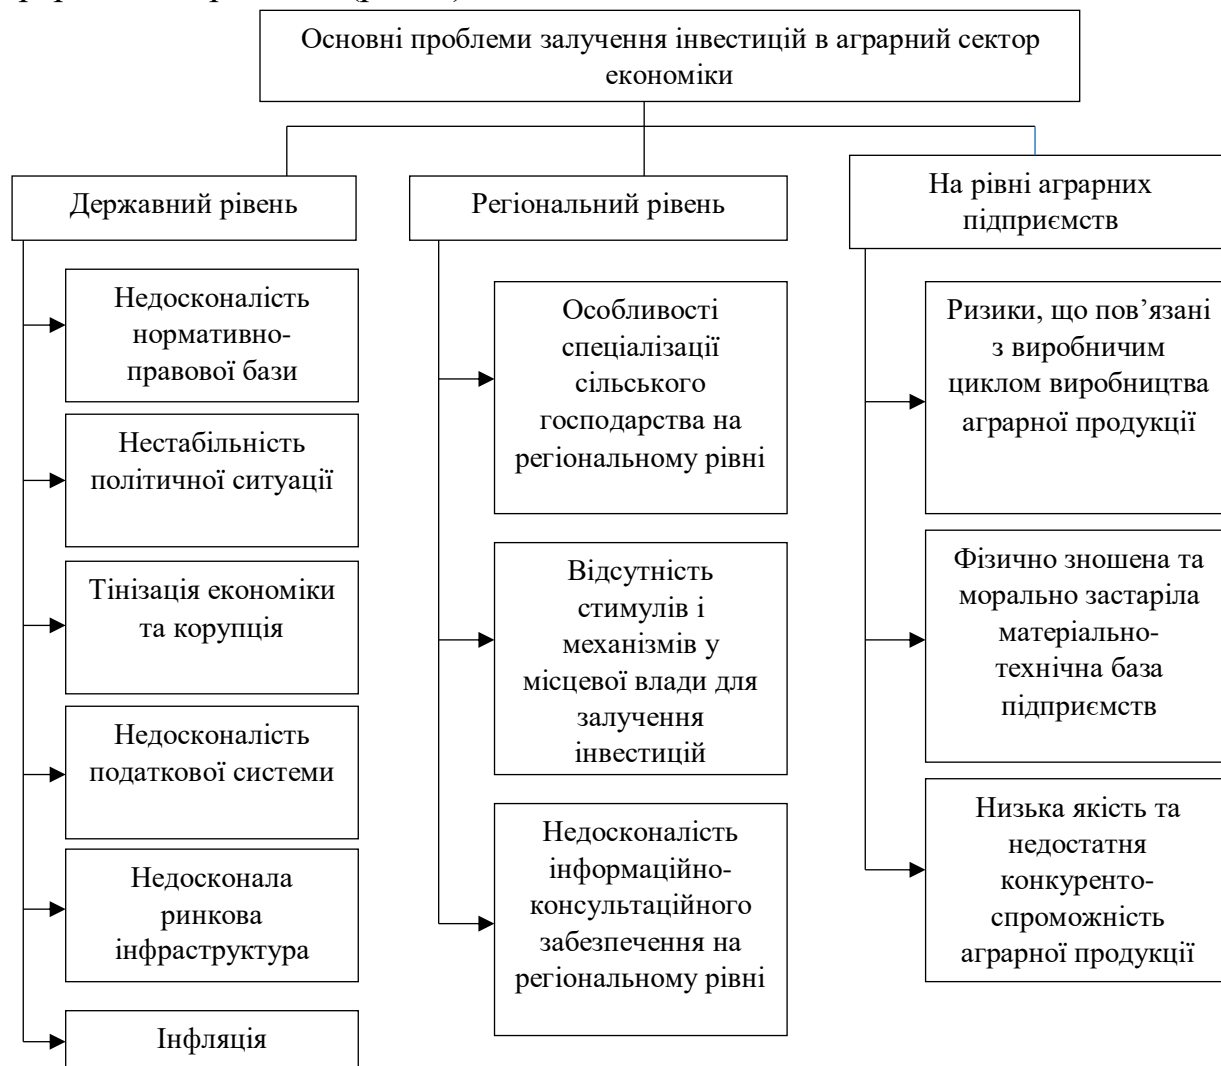 Основні проблеми залучення інвестицій в аграрний сектор
економіки
Державний рівень
Недосконалість
нормативно-
правової бази
Нестабільність
політичної ситуації
Тінізація економіки
та корупція
Недосконалість
податкової системи
Недосконала
ринкова
інфраструктура
Інфляція
Регіональний рівень
Особливості
спеціалізації
сільського
господарства на
регіональному рівні
Відсутність
стимулів і
механізмів у
місцевої влади для
залучення
інвестицій
Недосконалість
інформаційно-
консультаційного
забезпечення на
регіональному рівні
На рівні аграрних
підприємств
Ризики, що пов’язані
з виробничим
циклом виробництва
аграрної продукції
Фізично зношена та
морально застаріла
матеріально-
технічна база
підприємств
Низька якість та
недостатня
конкуренто-
спроможність
аграрної продукції